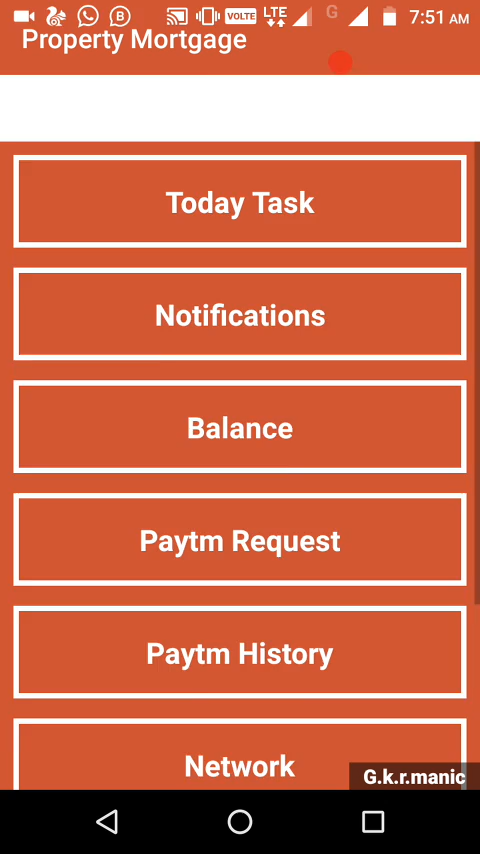 VOLTE LTE G 7:51 AM
Property Mortgage
Today Task
Notifications
Balance
Paytm Request
Paytm History
Network
G.k.r.manic